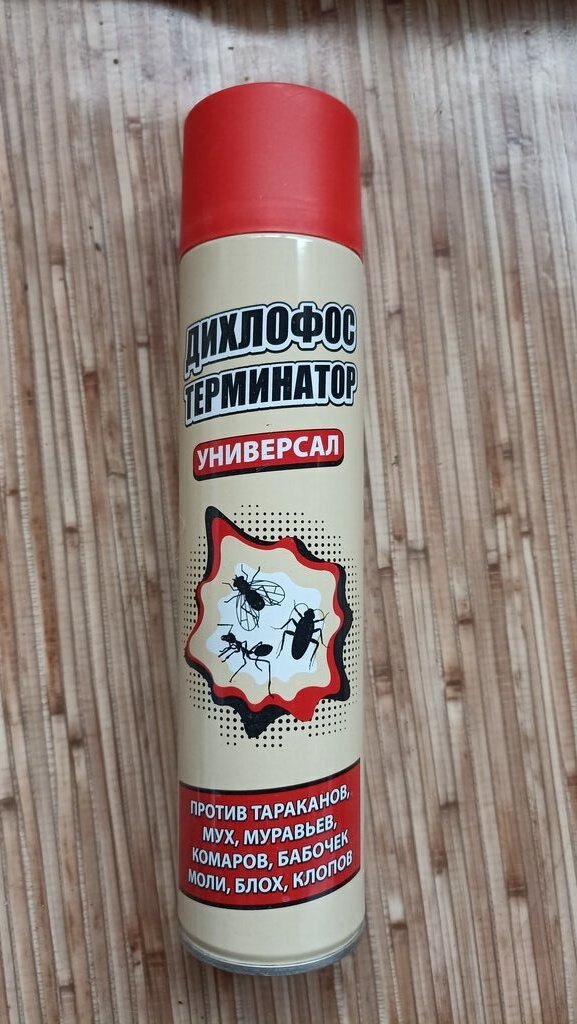 ДИХЛОФОС
ТЕРМИНАТОР
УНИВЕРСАЛ
ПРОТИВ ТАРАКАНОВ,
МУХ, МУРАВЬЕВ,
КОМАРОВ, БАБОЧЕК
МОЛИ, БЛОХ, КЛОПОВ